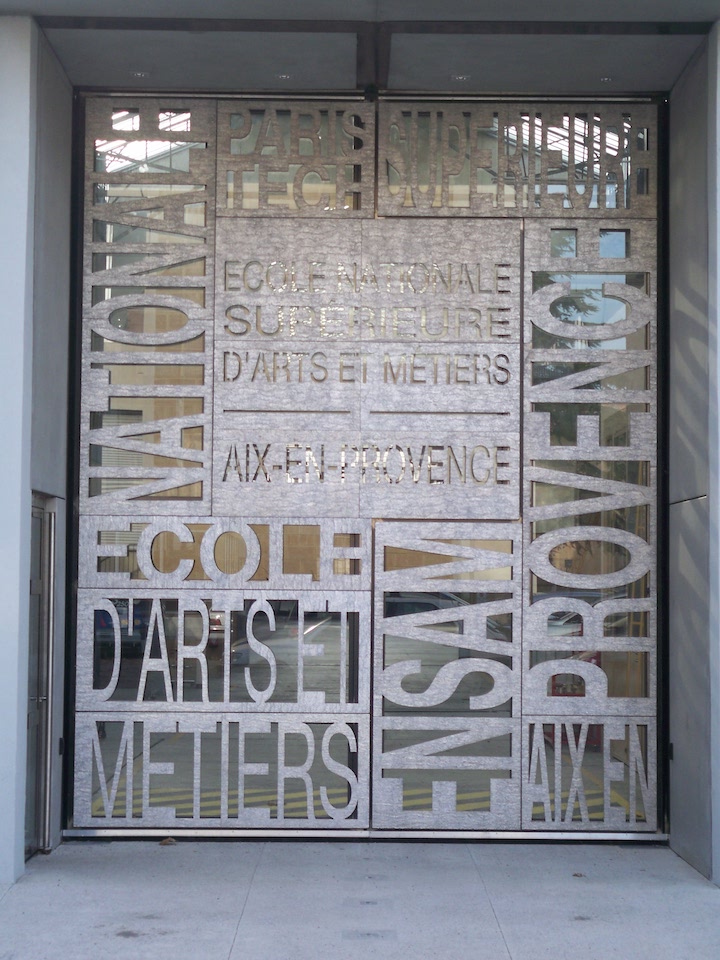 NATIONALE
PARIS
TECH
SUPERIEUR
ECOLE NATIONALE
SUPÉRIEURE
D'ARTS ET MÉTIERS
AIX-EN-PROVENCE
PROVENCE
ECOLE
D'ARTS ET
METIERS
ENSAM
AIX EN